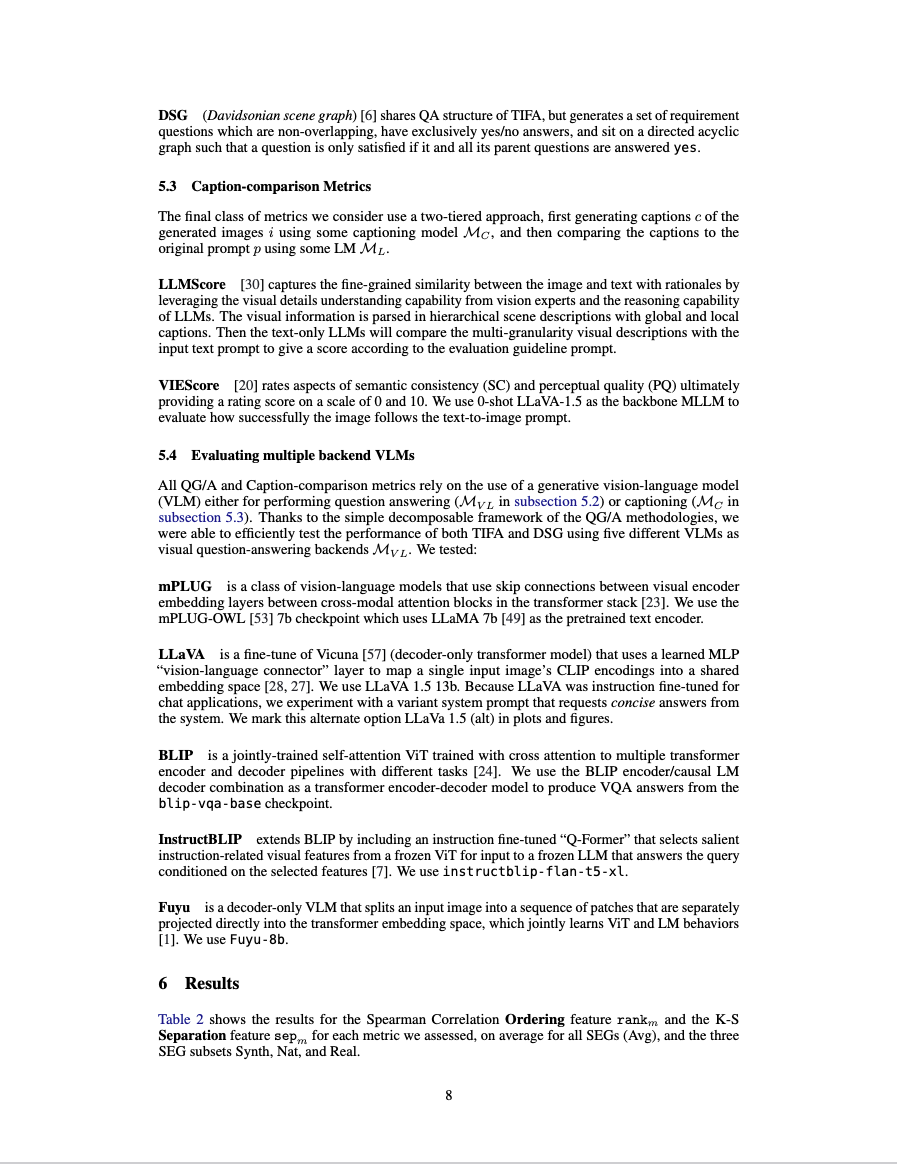 DSG (Davidsonian scene graph) [6] shares QA structure of TIFA, but generates a set of requirement
questions which are non-overlapping, have exclusively yes/no answers, and sit on a directed acyclic
graph such that a question is only satisfied if it and all its parent questions are answered yes.
5.3 Caption-comparison Metrics
The final class of metrics we consider use a two-tiered approach, first generating captions c of the
generated images i using some captioning model ℳ_C, and then comparing the captions to the
original prompt p using some LM ℳ_L.
LLMScore [30] captures the fine-grained similarity between the image and text with rationales by
leveraging the visual details understanding capability from vision experts and the reasoning capability
of LLMs. The visual information is parsed in hierarchical scene descriptions with global and local
captions. Then the text-only LLMs will compare the multi-granularity visual descriptions with the
input text prompt to give a score according to the evaluation guideline prompt.
VIEScore [20] rates aspects of semantic consistency (SC) and perceptual quality (PQ) ultimately
providing a rating score on a scale of 0 and 10. We use 0-shot LLaVA-1.5 as the backbone MLLM to
evaluate how successfully the image follows the text-to-image prompt.
5.4 Evaluating multiple backend VLMs
All QG/A and Caption-comparison metrics rely on the use of a generative vision-language model
(VLM) either for performing question answering (ℳ_VL in subsection 5.2) or captioning (ℳ_C in
subsection 5.3). Thanks to the simple decomposable framework of the QG/A methodologies, we
were able to efficiently test the performance of both TIFA and DSG using five different VLMs as
visual question-answering backends ℳ_VL. We tested:
mPLUG is a class of vision-language models that use skip connections between visual encoder
embedding layers between cross-modal attention blocks in the transformer stack [23]. We use the
mPLUG-OWL [53] 7b checkpoint which uses LLaMA 7b [49] as the pretrained text encoder.
LLaVA is a fine-tune of Vicuna [57] (decoder-only transformer model) that uses a learned MLP
“vision-language connector” layer to map a single input image’s CLIP encodings into a shared
embedding space [28, 27]. We use LLaVA 1.5 13b. Because LLaVA was instruction fine-tuned for
chat applications, we experiment with a variant system prompt that requests concise answers from
the system. We mark this alternate option LLaVa 1.5 (alt) in plots and figures.
BLIP is a jointly-trained self-attention ViT trained with cross attention to multiple transformer
encoder and decoder pipelines with different tasks [24]. We use the BLIP encoder/causal LM
decoder combination as a transformer encoder-decoder model to produce VQA answers from the
blip-vqa-base checkpoint.
InstructBLIP extends BLIP by including an instruction fine-tuned “Q-Former” that selects salient
instruction-related visual features from a frozen ViT for input to a frozen LLM that answers the query
conditioned on the selected features [7]. We use instructblip-flan-t5-xl.
Fuyu is a decoder-only VLM that splits an input image into a sequence of patches that are separately
projected directly into the transformer embedding space, which jointly learns ViT and LM behaviors
[1]. We use Fuyu-8b.
6 Results
Table 2 shows the results for the Spearman Correlation Ordering feature rank_m and the K-S
Separation feature sep_m for each metric we assessed, on average for all SEGs (Avg), and the three
SEG subsets Synth, Nat, and Real.
8